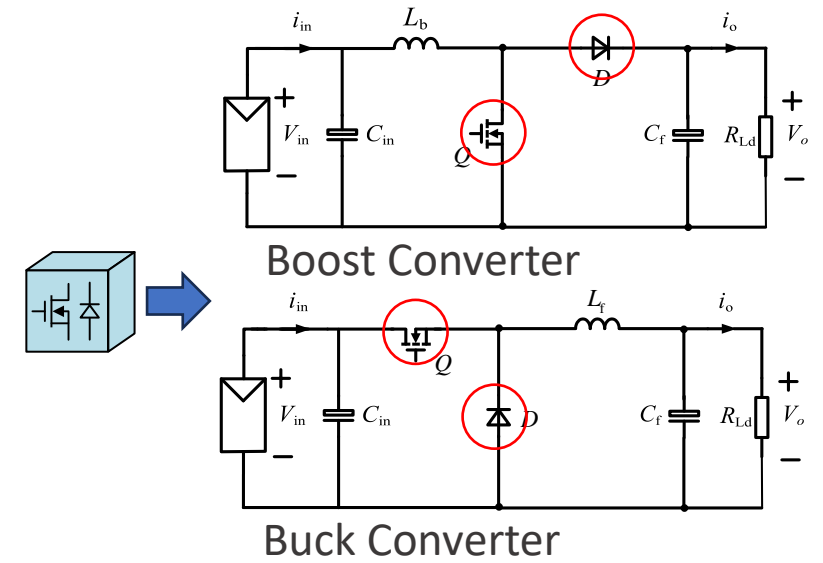 i_in L_b i_o
D
+ V_in − C_in Q C_f R_Ld + V_o −
Boost Converter
i_in L_f i_o
Q
+ V_in − C_in D C_f R_Ld + V_o −
Buck Converter